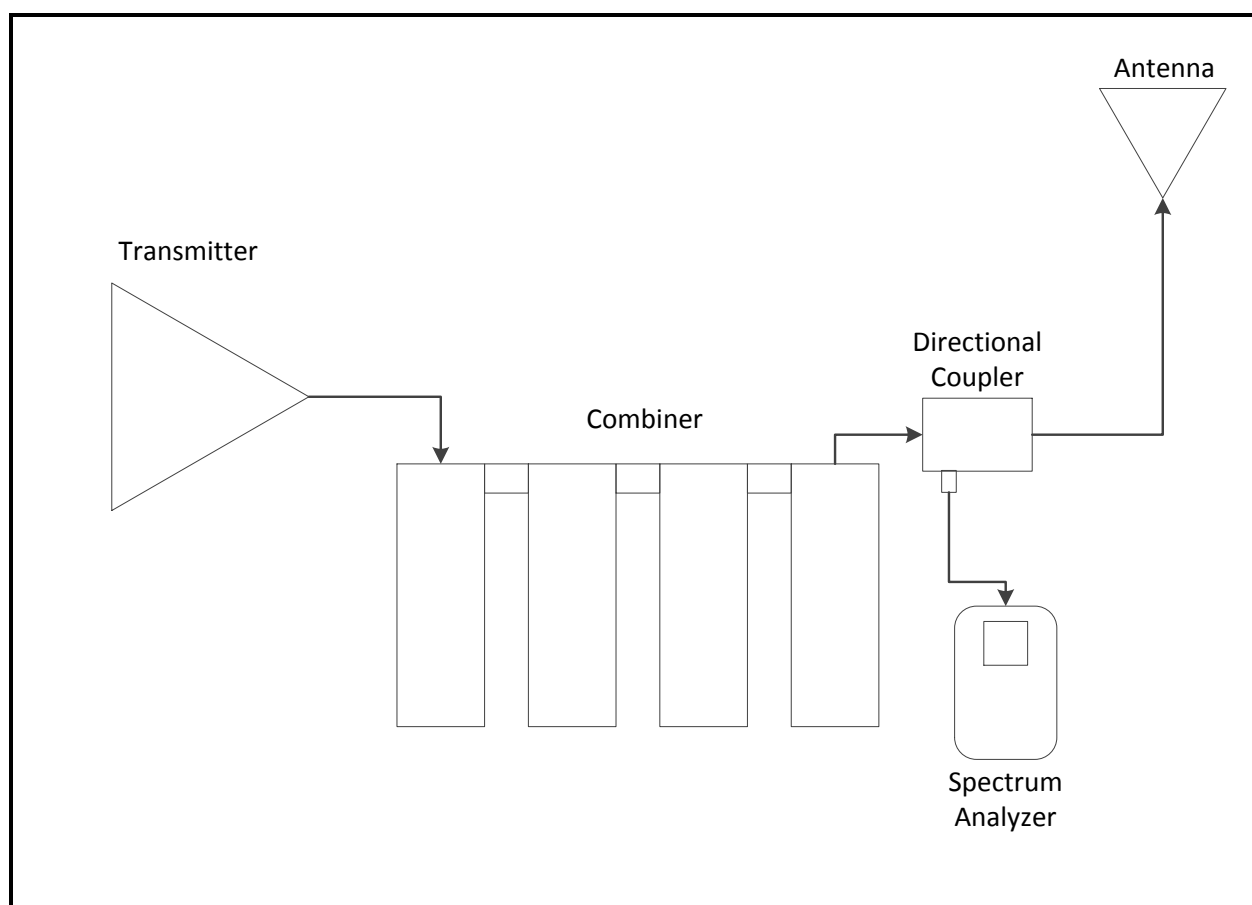 Antenna
Transmitter
Directional
Coupler
Combiner
Spectrum
Analyzer